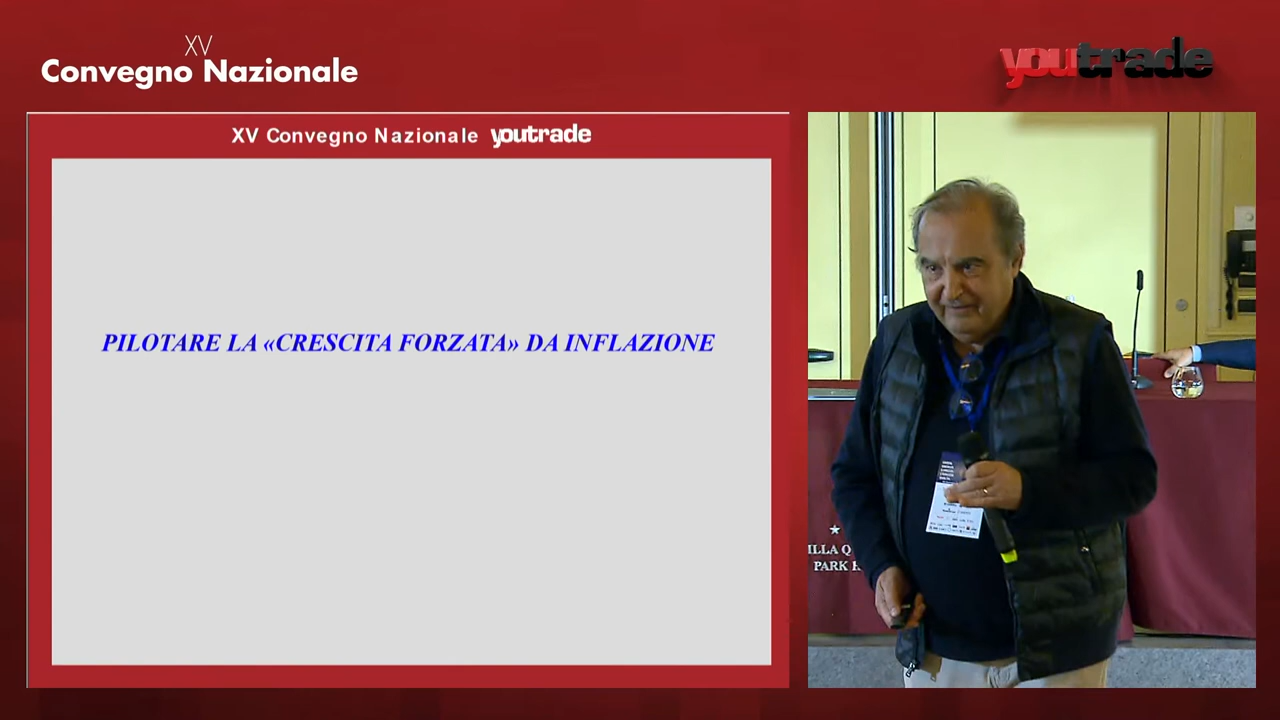 XV
Convegno Nazionale
youtrade
XV Convegno Nazionale youtrade
PILOTARE LA «CRESCITA FORZATA» DA INFLAZIONE
ILLA Q
PARK H